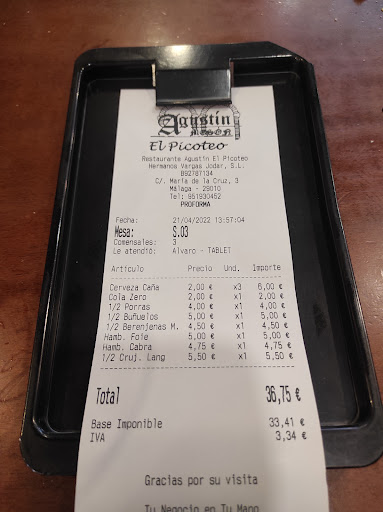 Agustín
MESÓN
El Picoteo
Restaurante Agustin El Picoteo
Hermanos Vargas Joder, S.L.
B92787134
C/. María de la Cruz, 3
Málaga - 29010
Tel: 951930452
PROFORMA
Fecha: 21/04/2022 13:57:04
Mesa: S.03
Comensales: 3
Le atendió: Alvaro - TABLET
Artículo Precio Und. Importe
Cerveza Caña 2,00 € x3 6,00 €
Cola Zero 2,00 € x1 2,00 €
1/2 Porras 4,00 € x1 4,00 €
1/2 Buñuelos 5,00 € x1 5,00 €
1/2 Berenjenas M. 4,50 € x1 4,50 €
Hamb. Foie 5,00 € x1 5,00 €
Hamb. Cabra 4,75 € x1 4,75 €
1/2 Cruj. Lang 5,50 € x1 5,50 €
Total 36,75 €
Base Imponible 33,41 €
IVA 3,34 €
Gracias por su visita
Tu Negocio en Tu Mano